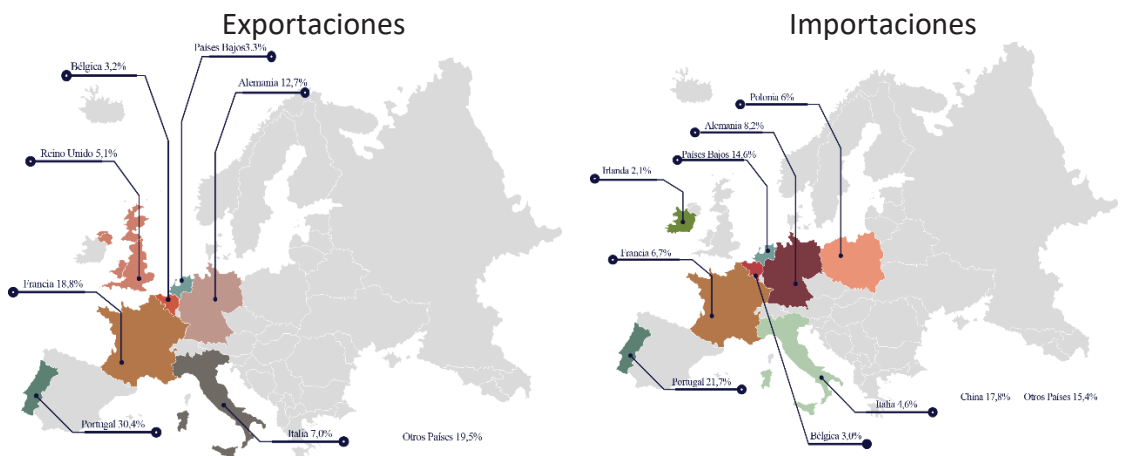 Exportaciones
Países Bajos3.3%
Bélgica 3,2%
Alemania 12,7%
Reino Unido 5,1%
Francia 18,8%
Portugal 30,4%
Italia 7,0%
Otros Países 19,5%
Importaciones
Polonia 6%
Alemania 8,2%
Países Bajos 14,6%
Irlanda 2,1%
Francia 6,7%
Portugal 21,7%
Italia 4,6%
China 17,8%
Otros Países 15,4%
Bélgica 3,0%